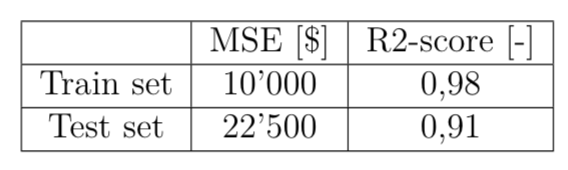 MSE [$] R2-score [-]
Train set 10’000 0,98
Test set 22’500 0,91